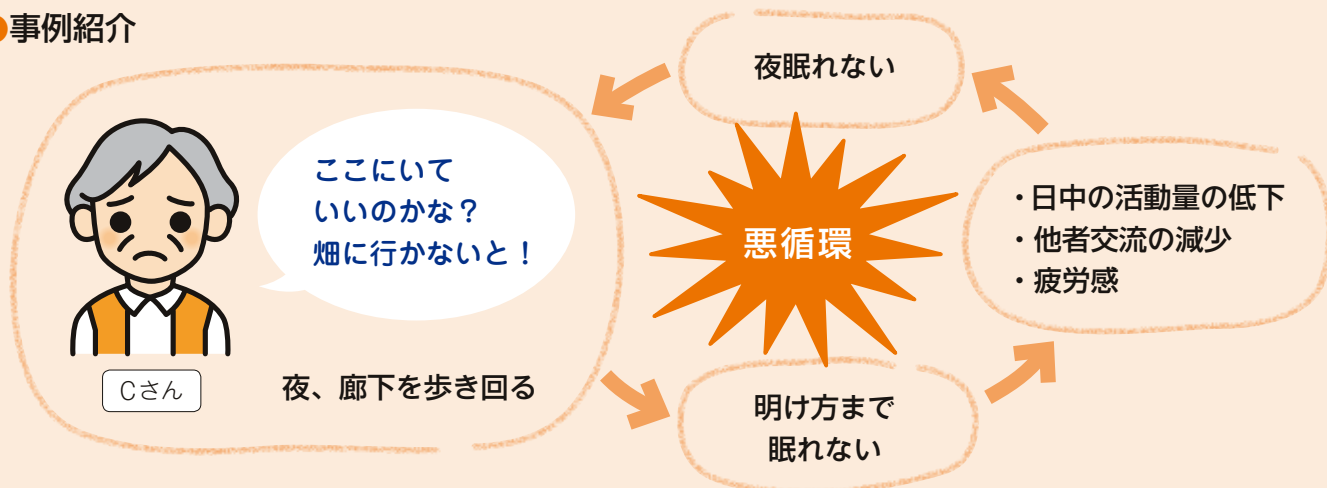 事例紹介
夜眠れない
ここにいて
いいのかな？
畑に行かないと！
Cさん
夜、廊下を歩き回る
悪循環
・日中の活動量の低下
・他者交流の減少
・疲労感
明け方まで
眠れない